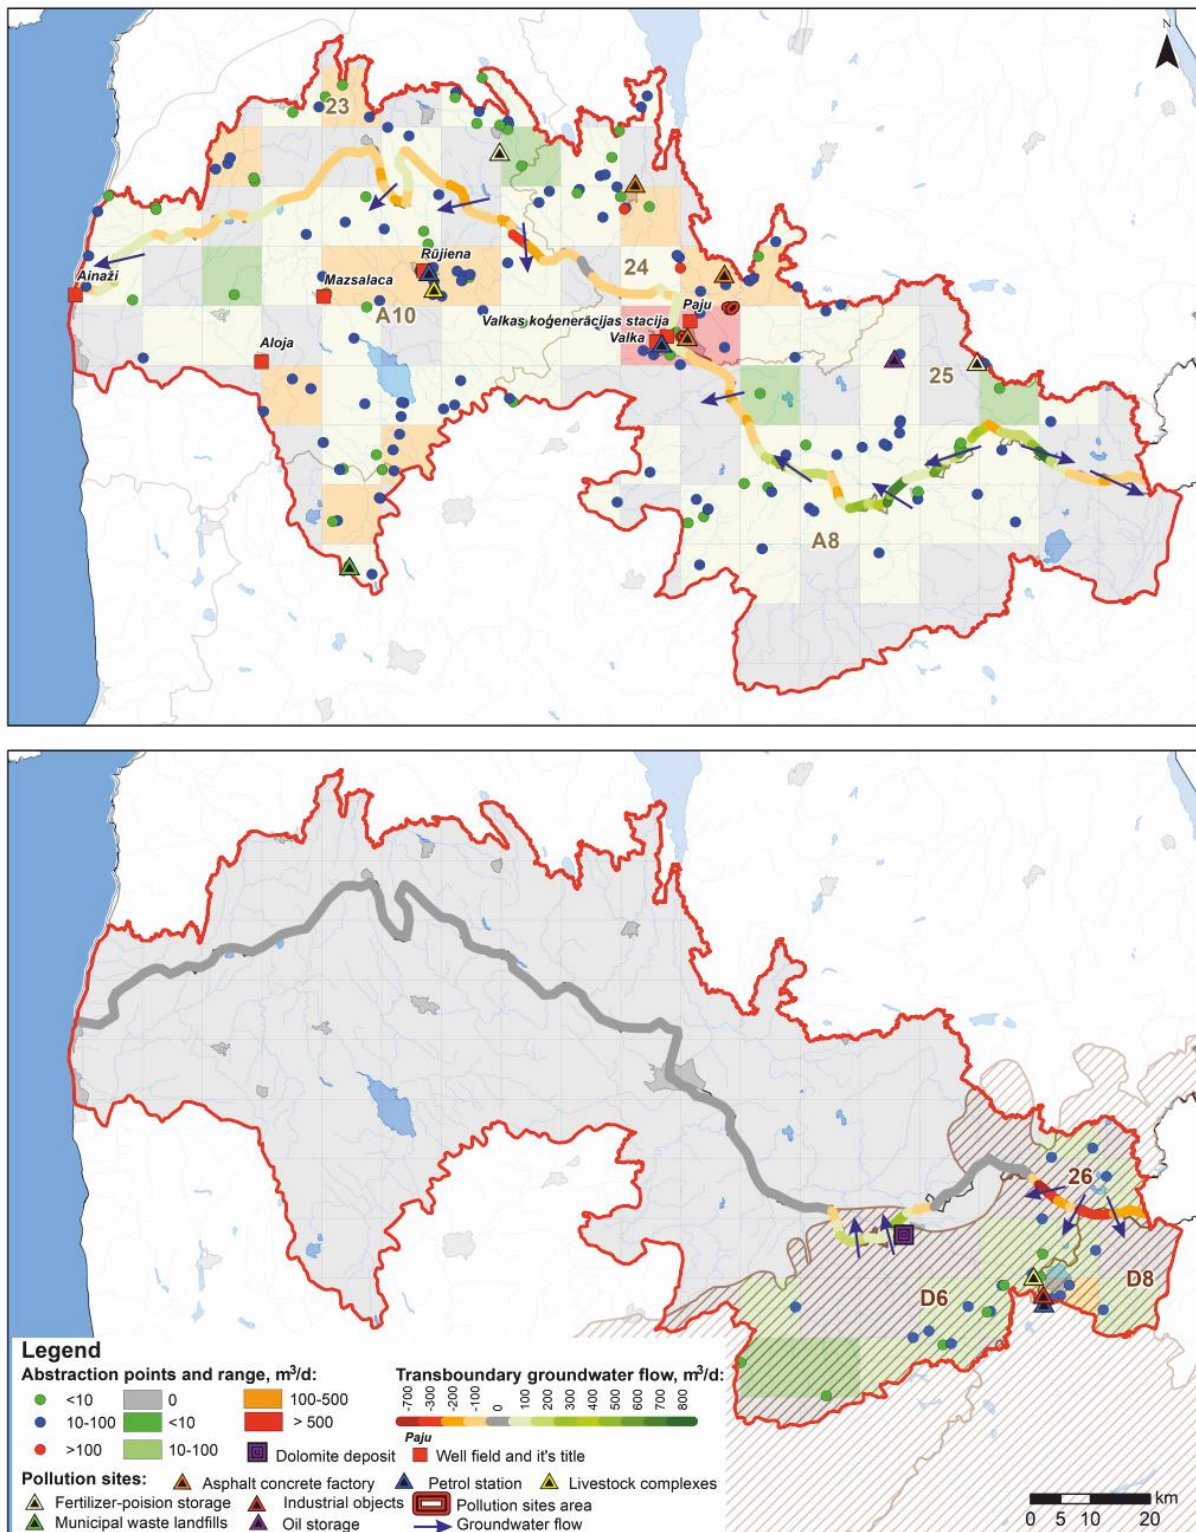 N
23
24
25
Rūjiena
Ainaži
Mazsalaca
Paju
A10
Valkas koģenerācijas stacija
Valka
Aloja
A8
26
D8
D6
Legend
Abstraction points and range, m³/d:
<10 0 100-500
10-100 <10 > 500
>100 10-100
Transboundary groundwater flow, m³/d:
-700 -300 -200 -100 0 100 200 300 400 500 600 700 800
Paju
Dolomite deposit Well field and it's title
Pollution sites:
Asphalt concrete factory Petrol station Livestock complexes
Fertilizer-poision storage Industrial objects Pollution sites area
Municipal waste landfills Oil storage Groundwater flow
km
0 5 10 20